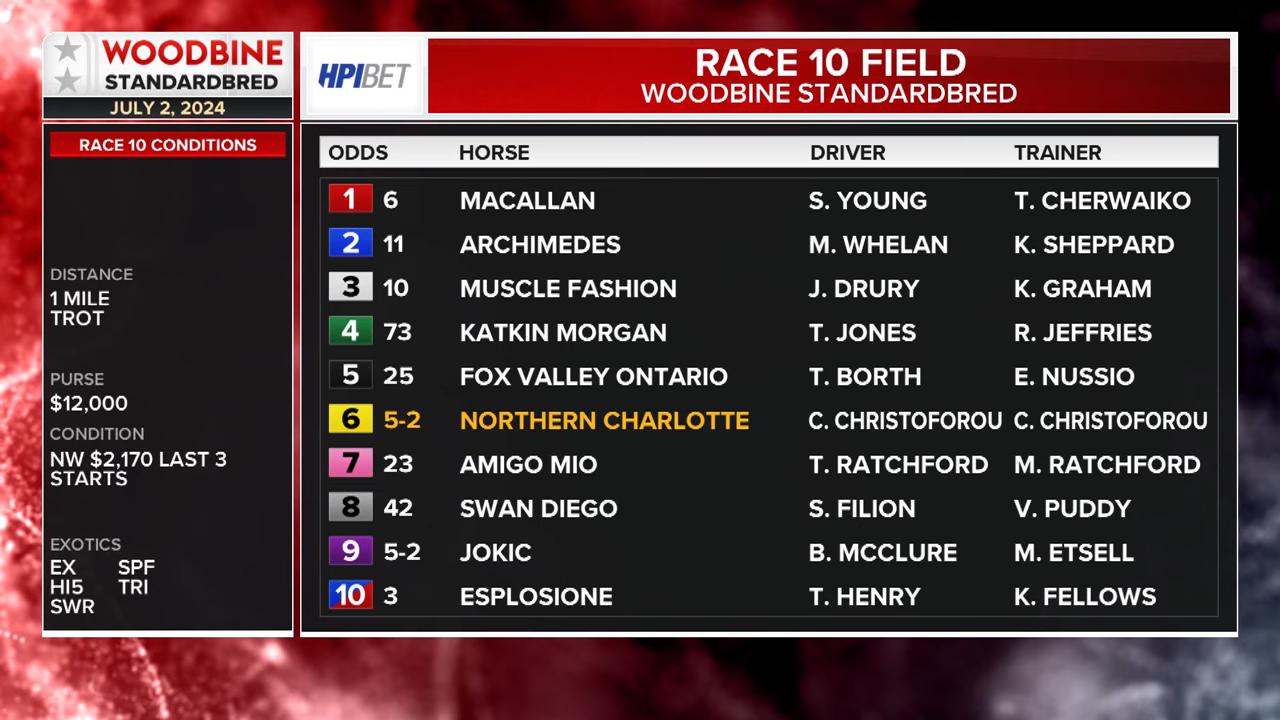 WOODBINE
STANDARDBRED
JULY 2, 2024
HPIBET
RACE 10 FIELD
WOODBINE STANDARDBRED
RACE 10 CONDITIONS
DISTANCE
1 MILE
TROT
PURSE
$12,000
CONDITION
NW $2,170 LAST 3
STARTS
EXOTICS
EX SPF
HI5 TRI
SWR
ODDS HORSE DRIVER TRAINER
1 6 MACALLAN S. YOUNG T. CHERWAIKO
2 11 ARCHIMEDES M. WHELAN K. SHEPPARD
3 10 MUSCLE FASHION J. DRURY K. GRAHAM
4 73 KATKIN MORGAN T. JONES R. JEFFRIES
5 25 FOX VALLEY ONTARIO T. BORTH E. NUSSIO
6 5-2 NORTHERN CHARLOTTE C. CHRISTOFOROU C. CHRISTOFOROU
7 23 AMIGO MIO T. RATCHFORD M. RATCHFORD
8 42 SWAN DIEGO S. FILION V. PUDDY
9 5-2 JOKIC B. MCCLURE M. ETSELL
10 3 ESPLOSIONE T. HENRY K. FELLOWS